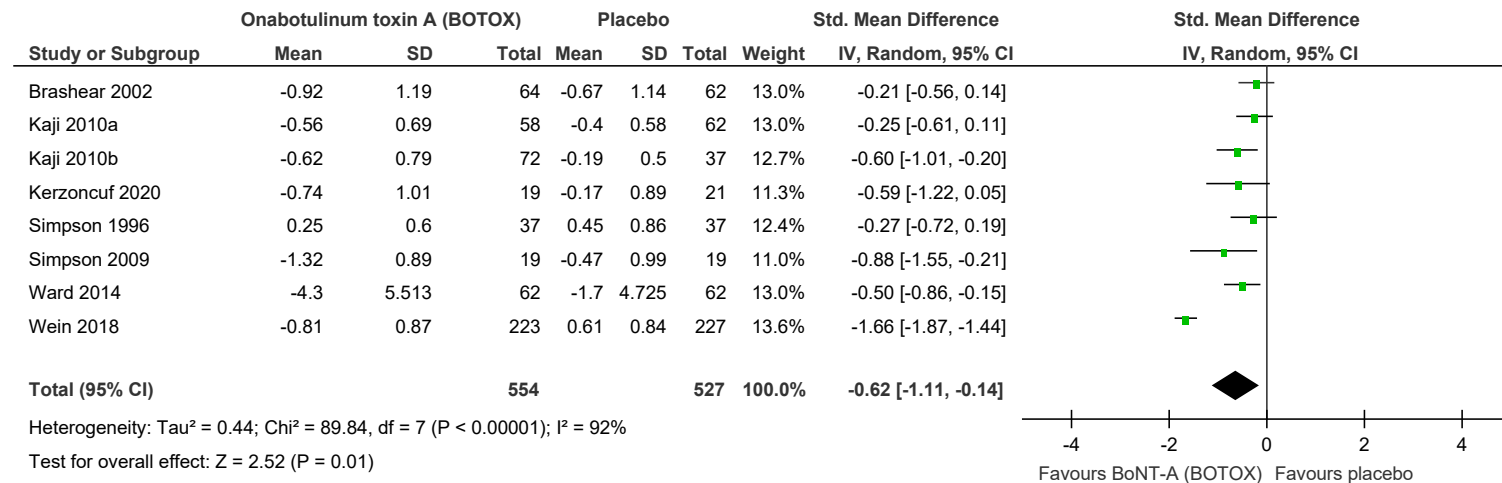 Onabotulinum toxin A (BOTOX) Placebo Std. Mean Difference Std. Mean Difference
Study or Subgroup Mean SD Total Mean SD Total Weight IV, Random, 95% CI IV, Random, 95% CI
Brashear 2002 -0.92 1.19 64 -0.67 1.14 62 13.0% -0.21 [-0.56, 0.14]
Kaji 2010a -0.56 0.69 58 -0.4 0.58 62 13.0% -0.25 [-0.61, 0.11]
Kaji 2010b -0.62 0.79 72 -0.19 0.5 37 12.7% -0.60 [-1.01, -0.20]
Kerzoncuf 2020 -0.74 1.01 19 -0.17 0.89 21 11.3% -0.59 [-1.22, 0.05]
Simpson 1996 0.25 0.6 37 0.45 0.86 37 12.4% -0.27 [-0.72, 0.19]
Simpson 2009 -1.32 0.89 19 -0.47 0.99 19 11.0% -0.88 [-1.55, -0.21]
Ward 2014 -4.3 5.513 62 -1.7 4.725 62 13.0% -0.50 [-0.86, -0.15]
Wein 2018 -0.81 0.87 223 0.61 0.84 227 13.6% -1.66 [-1.87, -1.44]
Total (95% CI) 554 527 100.0% -0.62 [-1.11, -0.14]
Heterogeneity: Tau² = 0.44; Chi² = 89.84, df = 7 (P < 0.00001); I² = 92%
Test for overall effect: Z = 2.52 (P = 0.01)
-4 -2 0 2 4
Favours BoNT-A (BOTOX) Favours placebo